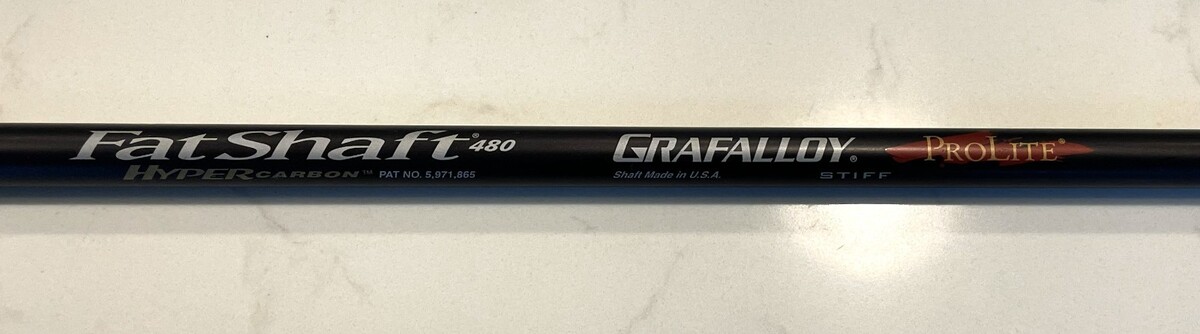 FatShaft® 480
HYPERCARBON™ PAT NO. 5,971,865
GRAFALLOY®
Shaft Made in U.S.A. STIFF
PROLITE®